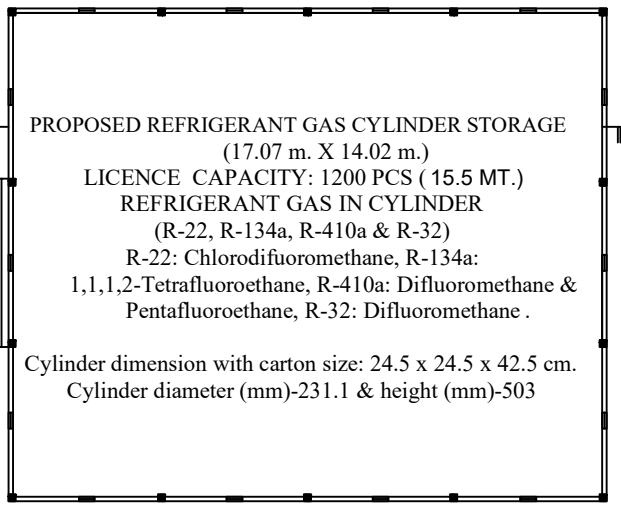 PROPOSED REFRIGERANT GAS CYLINDER STORAGE
(17.07 m. X 14.02 m.)
LICENCE CAPACITY: 1200 PCS ( 15.5 MT.)
REFRIGERANT GAS IN CYLINDER
(R-22, R-134a, R-410a & R-32)
R-22: Chlorodifuoromethane, R-134a:
1,1,1,2-Tetrafluoroethane, R-410a: Difluoromethane &
Pentafluoroethane, R-32: Difluoromethane .
Cylinder dimension with carton size: 24.5 x 24.5 x 42.5 cm.
Cylinder diameter (mm)-231.1 & height (mm)-503